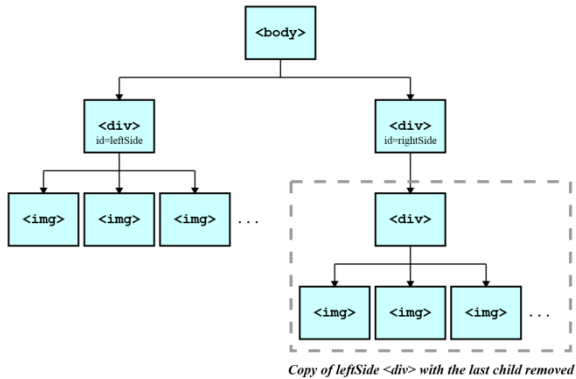 <body>
<div>
id=leftSide
<div>
id=rightSide
<img>
<img>
<img>
...
<div>
<img>
<img>
<img>
...
Copy of leftSide <div> with the last child removed